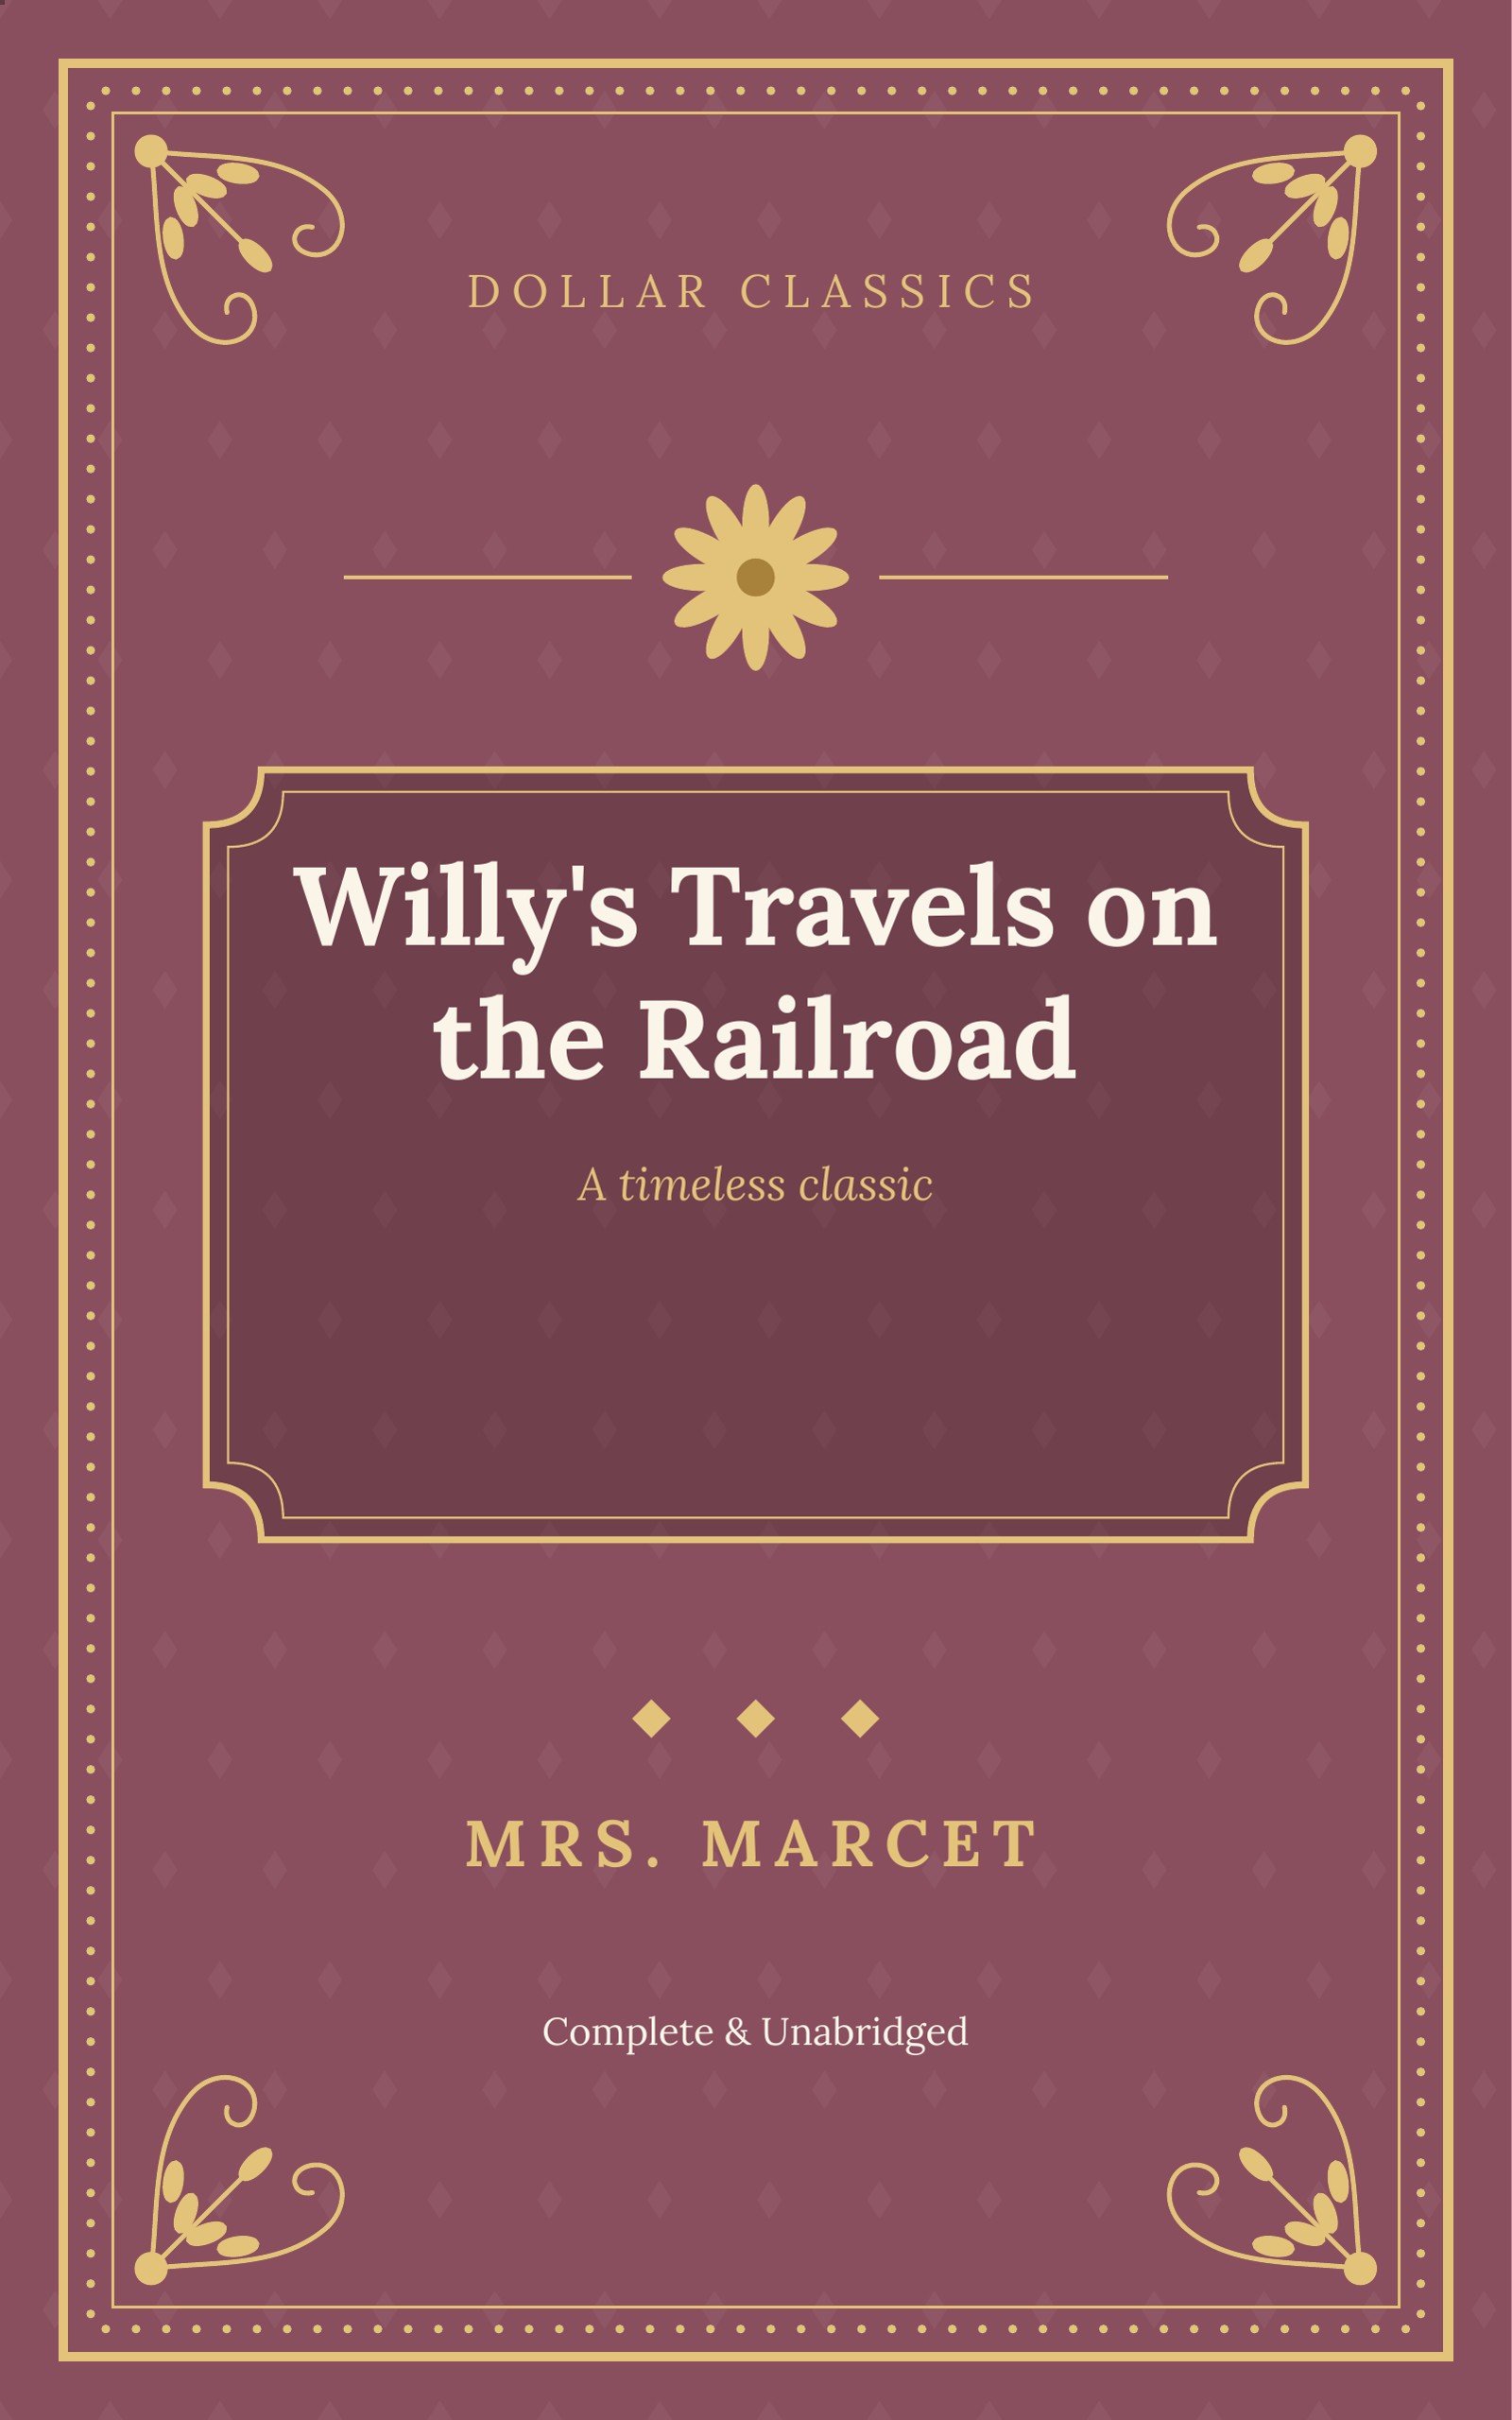 DOLLAR CLASSICS
Willy's Travels on
the Railroad
A timeless classic
MRS. MARCET
Complete & Unabridged